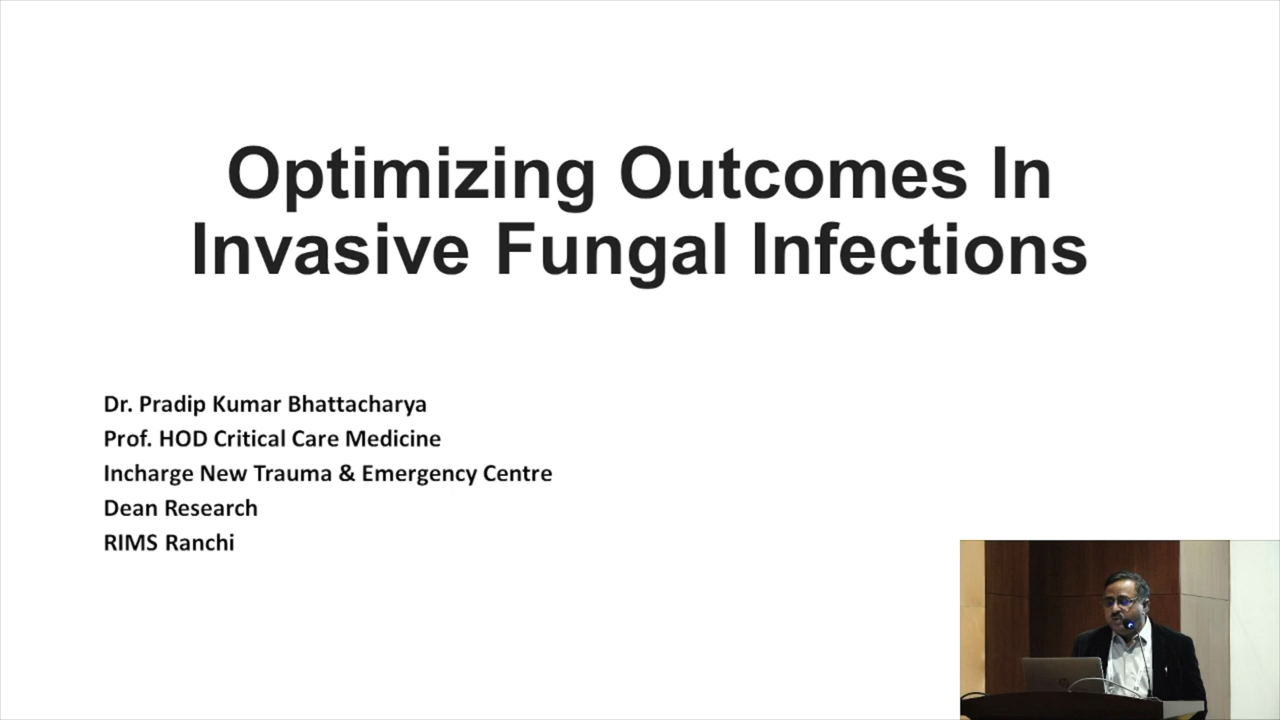 Optimizing Outcomes In
Invasive Fungal Infections
Dr. Pradip Kumar Bhattacharya
Prof. HOD Critical Care Medicine
Incharge New Trauma & Emergency Centre
Dean Research
RIMS Ranchi